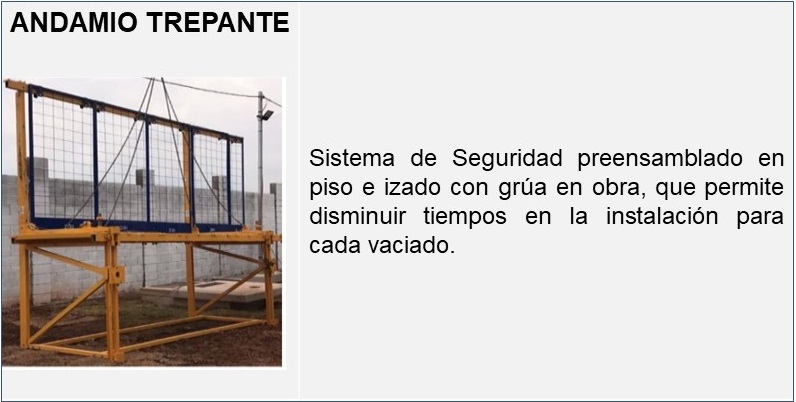 ANDAMIO TREPANTE
Sistema de Seguridad preensamblado en
piso e izado con grúa en obra, que permite
disminuir tiempos en la instalación para
cada vaciado.